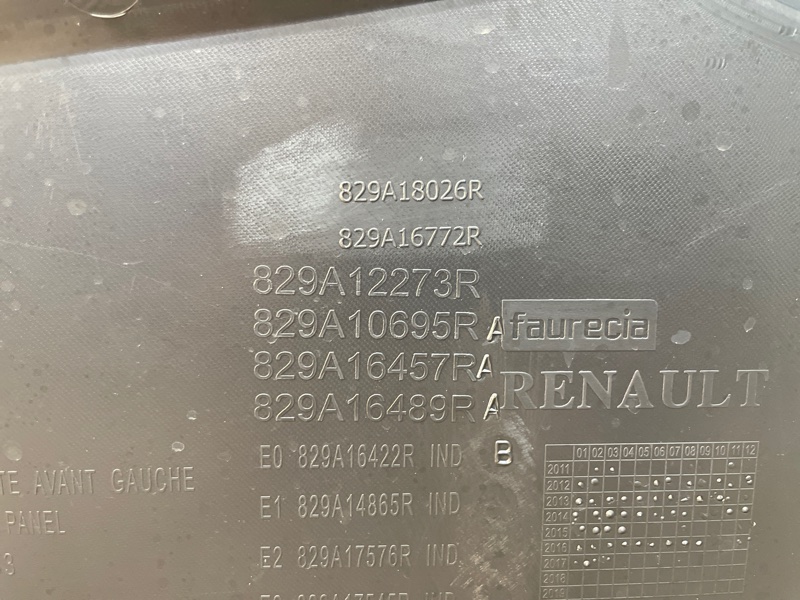 829A18026R
829A16772R
829A12273R
829A10695R A faurecia
829A16457R A RENAULT
829A16489R A
E0 829A16422R IND B
TE AVANT GAUCHE
PANEL
E1 829A14865R IND
E2 829A17576R IND
01 02 03 04 05 06 07 08 09 10 11 12
2011
2012
2013
2014
2015
2016
2017
2018
2019